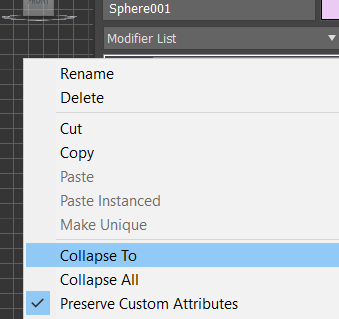 FRONT
Sphere001
Modifier List
Rename
Delete
Cut
Copy
Paste
Paste Instanced
Make Unique
Collapse To
Collapse All
Preserve Custom Attributes